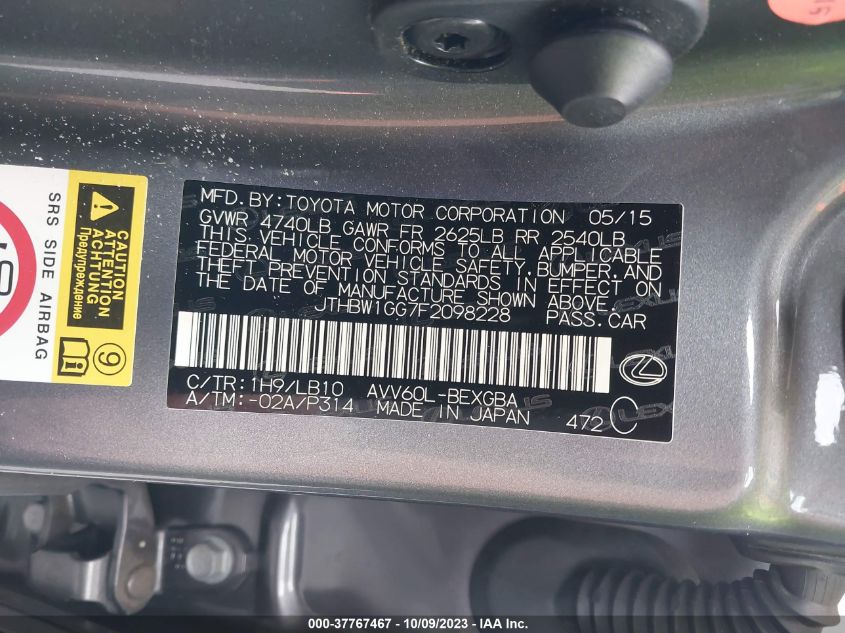 MFD. BY: TOYOTA MOTOR CORPORATION 05/15
GVWR 4740LB GAWR FR 2625LB RR 2540LB
THIS VEHICLE CONFORMS TO ALL APPLICABLE
FEDERAL MOTOR VEHICLE SAFETY, BUMPER, AND
THEFT PREVENTION STANDARDS IN EFFECT ON
THE DATE OF MANUFACTURE SHOWN ABOVE.
JTHBW1GG7F2098228 PASS. CAR
C/TR: 1H9/LB10 AVV60L-BEXGBA
A/TM: -02A/P314 MADE IN JAPAN 472 C
LEXUS
SRS SIDE AIRBAG
CAUTION
ATTENTION
ACHTUNG
Предупреждение
9
000-37767467 - 10/09/2023 - IAA Inc.